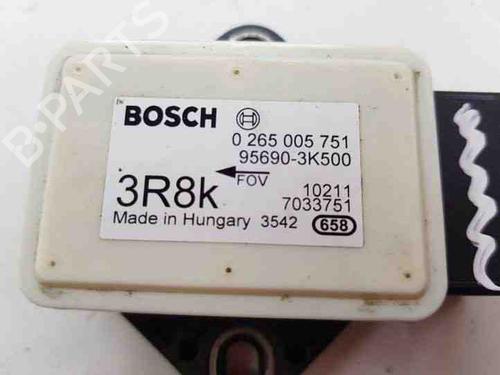 BOSCH
0 265 005 751
95690-3K500
FOV
3R8k
10211
7033751
Made in Hungary 3542 658
B-PARTS